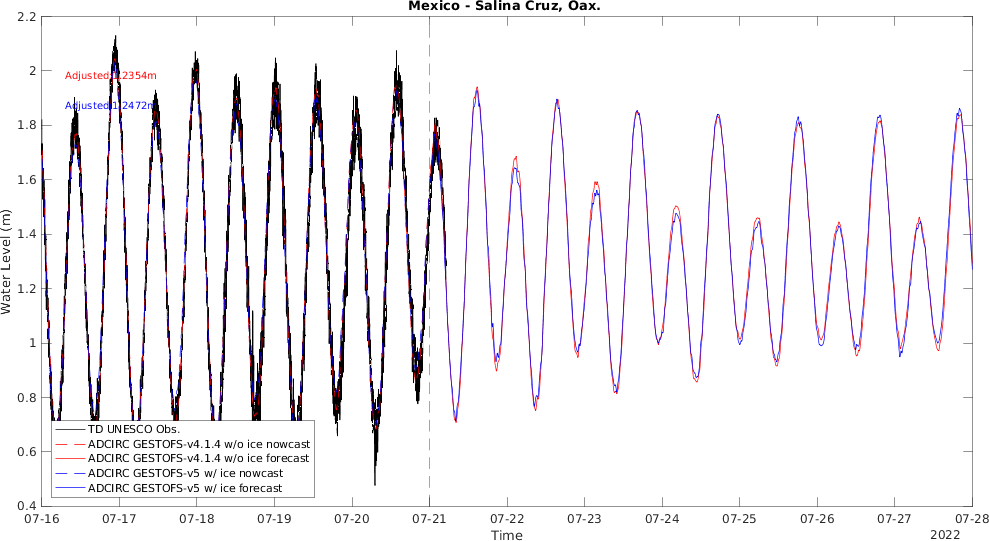 Mexico - Salina Cruz, Oax.
2.2
2
1.8
1.6
1.4
1.2
1
0.8
0.6
0.4
Water Level (m)
Adjusted:1.2354m
Adjusted:1.2472m
TD UNESCO Obs.
ADCIRC GESTOFS-v4.1.4 w/o ice nowcast
ADCIRC GESTOFS-v4.1.4 w/o ice forecast
ADCIRC GESTOFS-v5 w/ ice nowcast
ADCIRC GESTOFS-v5 w/ ice forecast
07-16 07-17 07-18 07-19 07-20 07-21 07-22 07-23 07-24 07-25 07-26 07-27 07-28
Time
2022